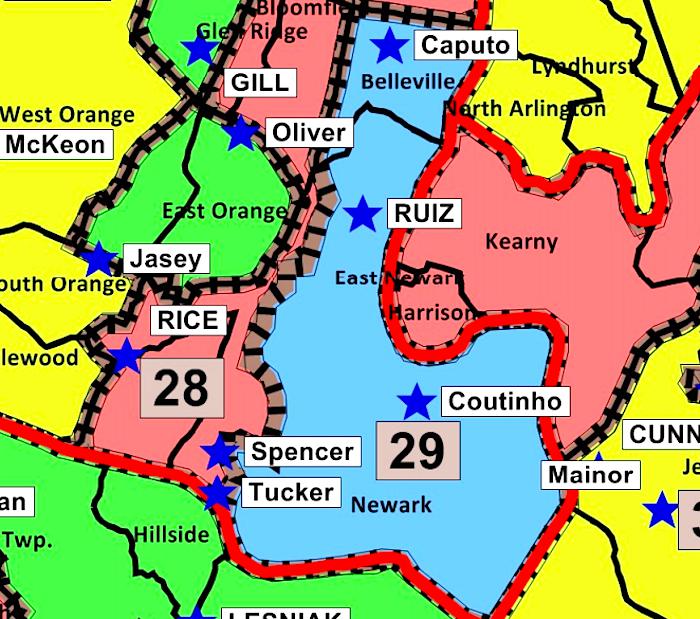 Bloomfie
Glen Ridge
Caputo
Lyndhurst
GILL
Belleville
West Orange
North Arlington
McKeon
Oliver
East Orange
RUIZ
Kearny
Jasey
East Newark
outh Orange
Harrison
RICE
lewood
28
Coutinho
29
CUNN
Spencer
Mainor
Je
Tucker
an
Newark
3
Twp.
Hillside
LESNIAK